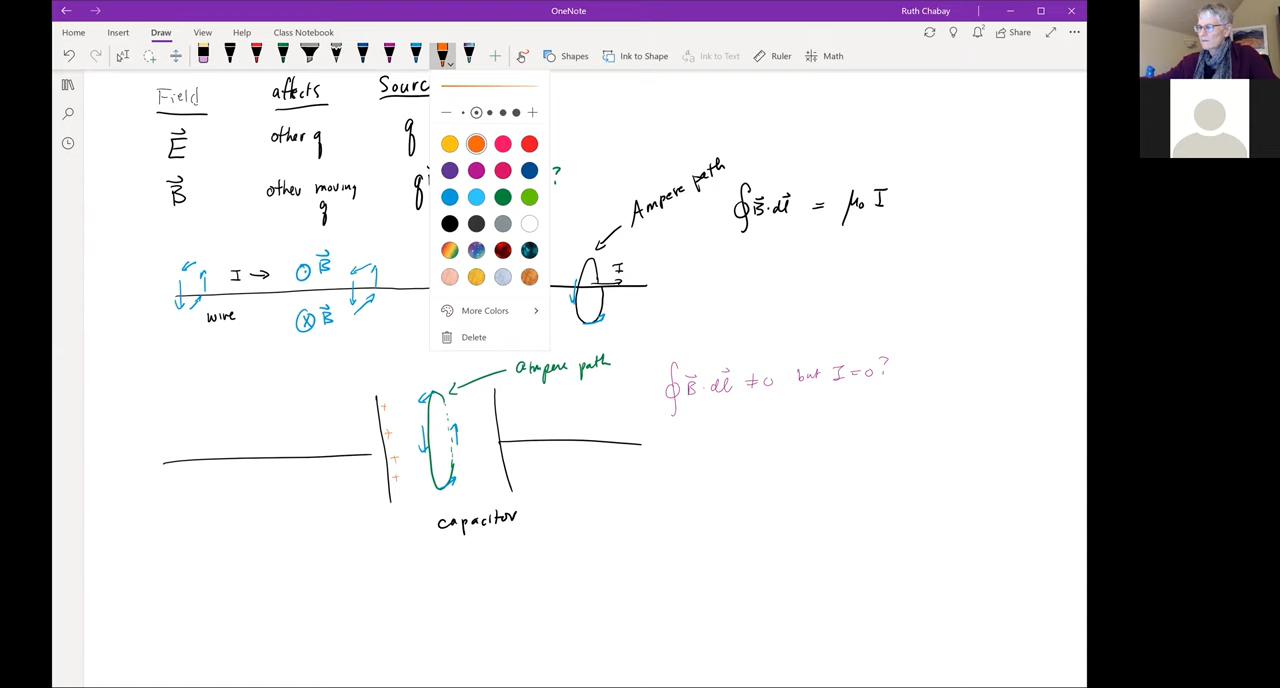 OneNote
Ruth Chabay
Home Insert Draw View Help Class Notebook
Share
Shapes Ink to Shape Ink to Text Ruler Math
Field affects Sourc
E⃗ other q q
B⃗ other moving q q ?
More Colors
Delete
Ampere path
∮B⃗·dl⃗ = μ₀ I
I → ⊙ B⃗
I
wire ⊗ B⃗
Ampere path
∮B⃗·dl⃗ ≠ 0 but I = 0?
+
+
+
+
capacitor